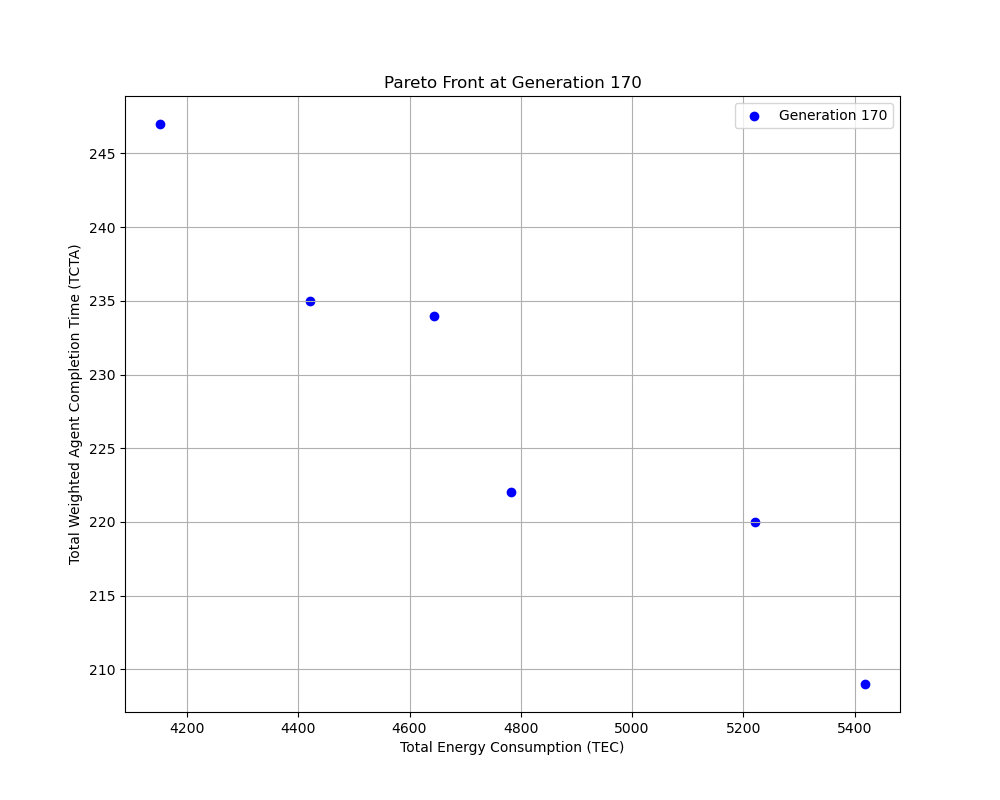 Pareto Front at Generation 170
Generation 170
Total Weighted Agent Completion Time (TCTA)
245
240
235
230
225
220
215
210
4200 4400 4600 4800 5000 5200 5400
Total Energy Consumption (TEC)